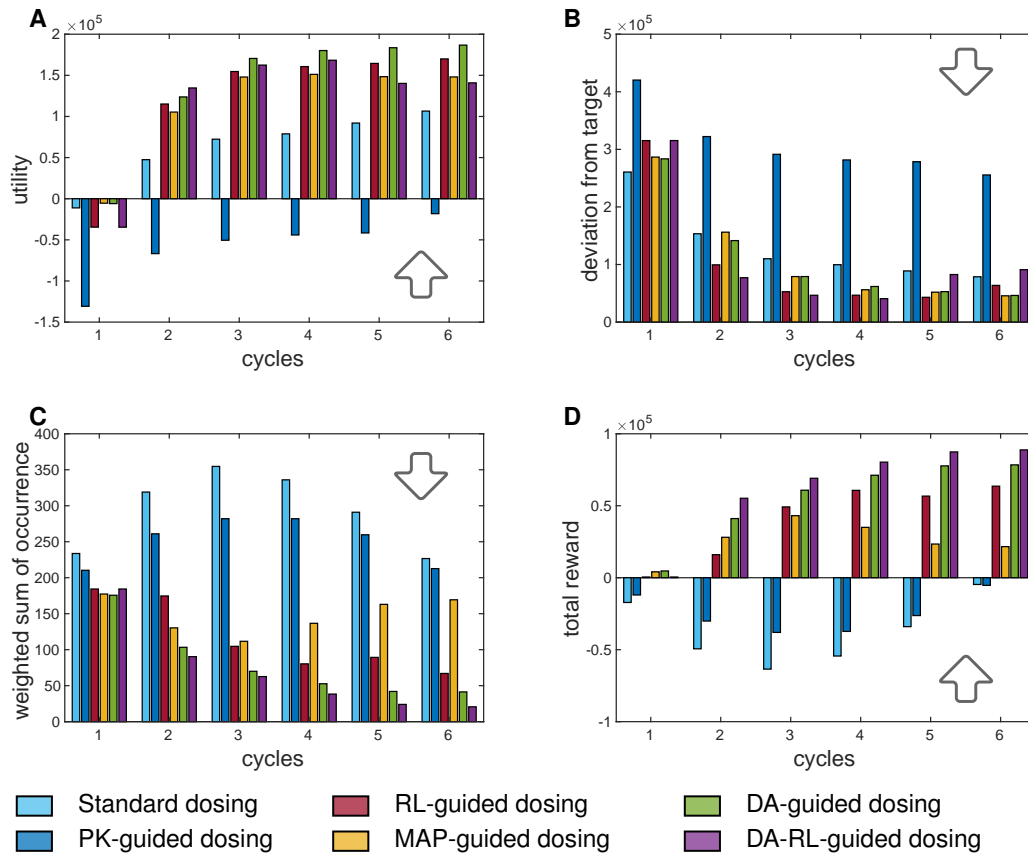 A
×10^5
utility
2
1.5
1
0.5
0
-0.5
-1
-1.5
1 2 3 4 5 6
cycles
B
×10^5
deviation from target
5
4
3
2
1
0
1 2 3 4 5 6
cycles
C
weighted sum of occurrence
400
350
300
250
200
150
100
50
0
1 2 3 4 5 6
cycles
D
×10^5
total reward
1
0.5
0
-0.5
-1
1 2 3 4 5 6
cycles
Standard dosing RL-guided dosing DA-guided dosing
PK-guided dosing MAP-guided dosing DA-RL-guided dosing